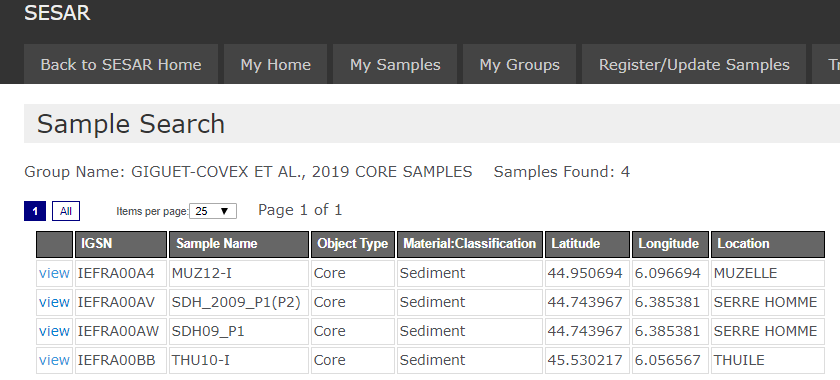 SESAR
Back to SESAR Home My Home My Samples My Groups Register/Update Samples
Sample Search
Group Name: GIGUET-COVEX ET AL., 2019 CORE SAMPLES Samples Found: 4
1 All Items per page: 25 Page 1 of 1
IGSN Sample Name Object Type Material:Classification Latitude Longitude Location
view IEFRA00A4 MUZ12-I Core Sediment 44.950694 6.096694 MUZELLE
view IEFRA00AV SDH_2009_P1(P2) Core Sediment 44.743967 6.385381 SERRE HOMME
view IEFRA00AW SDH09_P1 Core Sediment 44.743967 6.385381 SERRE HOMME
view IEFRA00BB THU10-I Core Sediment 45.530217 6.056567 THUILE